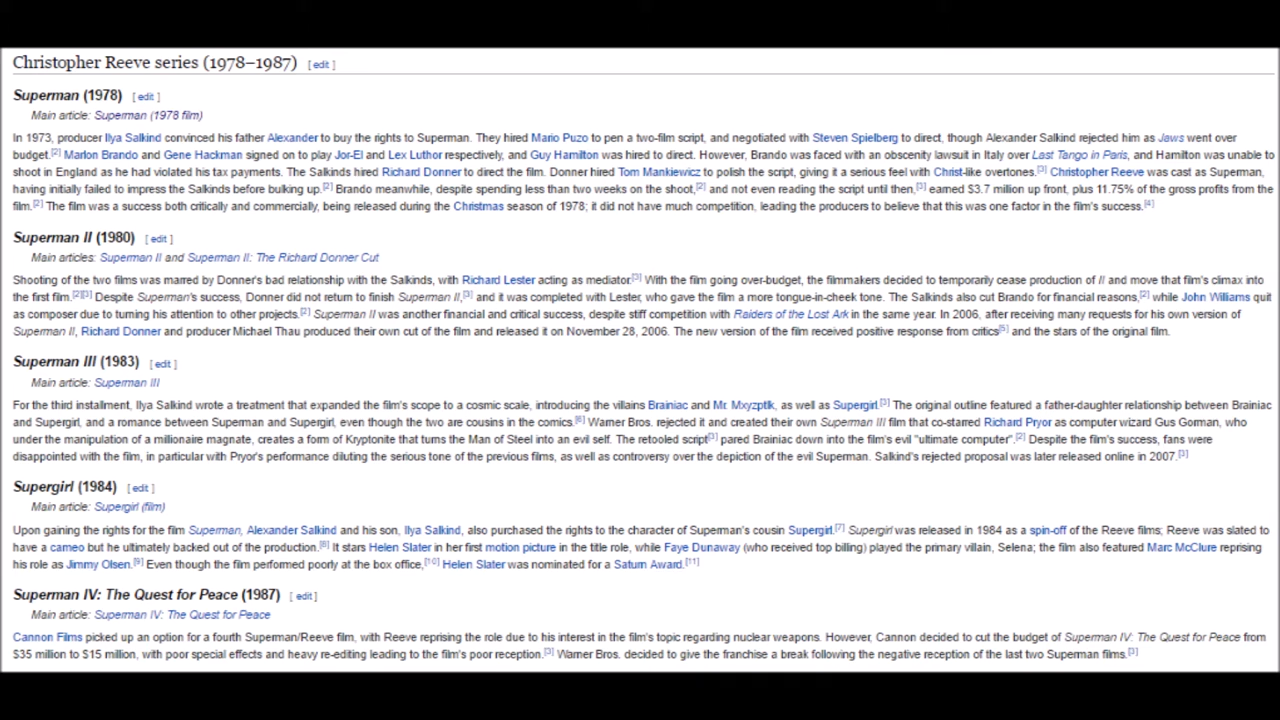 Christopher Reeve series (1978–1987) [ edit ]
Superman (1978) [ edit ]
Main article: Superman (1978 film)
In 1973, producer Ilya Salkind convinced his father Alexander to buy the rights to Superman. They hired Mario Puzo to pen a two-film script, and negotiated with Steven Spielberg to direct, though Alexander Salkind rejected him as Jaws went over
budget.[2] Marlon Brando and Gene Hackman signed on to play Jor-El and Lex Luthor respectively, and Guy Hamilton was hired to direct. However, Brando was faced with an obscenity lawsuit in Italy over Last Tango in Paris, and Hamilton was unable to
shoot in England as he had violated his tax payments. The Salkinds hired Richard Donner to direct the film. Donner hired Tom Mankiewicz to polish the script, giving it a serious feel with Christ-like overtones.[3] Christopher Reeve was cast as Superman,
having initially failed to impress the Salkinds before bulking up.[2] Brando meanwhile, despite spending less than two weeks on the shoot,[2] and not even reading the script until then,[3] earned $3.7 million up front, plus 11.75% of the gross profits from the
film.[2] The film was a success both critically and commercially, being released during the Christmas season of 1978; it did not have much competition, leading the producers to believe that this was one factor in the film's success.[4]
Superman II (1980) [ edit ]
Main articles: Superman II and Superman II: The Richard Donner Cut
Shooting of the two films was marred by Donner's bad relationship with the Salkinds, with Richard Lester acting as mediator.[3] With the film going over-budget, the filmmakers decided to temporarily cease production of II and move that film's climax into
the first film.[2][3] Despite Superman's success, Donner did not return to finish Superman II,[3] and it was completed with Lester, who gave the film a more tongue-in-cheek tone. The Salkinds also cut Brando for financial reasons,[2] while John Williams quit
as composer due to turning his attention to other projects.[2] Superman II was another financial and critical success, despite stiff competition with Raiders of the Lost Ark in the same year. In 2006, after receiving many requests for his own version of
Superman II, Richard Donner and producer Michael Thau produced their own cut of the film and released it on November 28, 2006. The new version of the film received positive response from critics[5] and the stars of the original film.
Superman III (1983) [ edit ]
Main article: Superman III
For the third installment, Ilya Salkind wrote a treatment that expanded the film's scope to a cosmic scale, introducing the villains Brainiac and Mr. Mxyzptlk, as well as Supergirl.[3] The original outline featured a father-daughter relationship between Brainiac
and Supergirl, and a romance between Superman and Supergirl, even though the two are cousins in the comics.[6] Warner Bros. rejected it and created their own Superman III film that co-starred Richard Pryor as computer wizard Gus Gorman, who
under the manipulation of a millionaire magnate, creates a form of Kryptonite that turns the Man of Steel into an evil self. The retooled script[3] pared Brainiac down into the film's evil "ultimate computer".[2] Despite the film's success, fans were
disappointed with the film, in particular with Pryor's performance diluting the serious tone of the previous films, as well as controversy over the depiction of the evil Superman. Salkind's rejected proposal was later released online in 2007.[3]
Supergirl (1984) [ edit ]
Main article: Supergirl (film)
Upon gaining the rights for the film Superman, Alexander Salkind and his son, Ilya Salkind, also purchased the rights to the character of Superman's cousin Supergirl.[7] Supergirl was released in 1984 as a spin-off of the Reeve films; Reeve was slated to
have a cameo but he ultimately backed out of the production.[8] It stars Helen Slater in her first motion picture in the title role, while Faye Dunaway (who received top billing) played the primary villain, Selena; the film also featured Marc McClure reprising
his role as Jimmy Olsen.[9] Even though the film performed poorly at the box office,[10] Helen Slater was nominated for a Saturn Award.[11]
Superman IV: The Quest for Peace (1987) [ edit ]
Main article: Superman IV: The Quest for Peace
Cannon Films picked up an option for a fourth Superman/Reeve film, with Reeve reprising the role due to his interest in the film's topic regarding nuclear weapons. However, Cannon decided to cut the budget of Superman IV: The Quest for Peace from
$35 million to $15 million, with poor special effects and heavy re-editing leading to the film's poor reception.[3] Warner Bros. decided to give the franchise a break following the negative reception of the last two Superman films.[3]